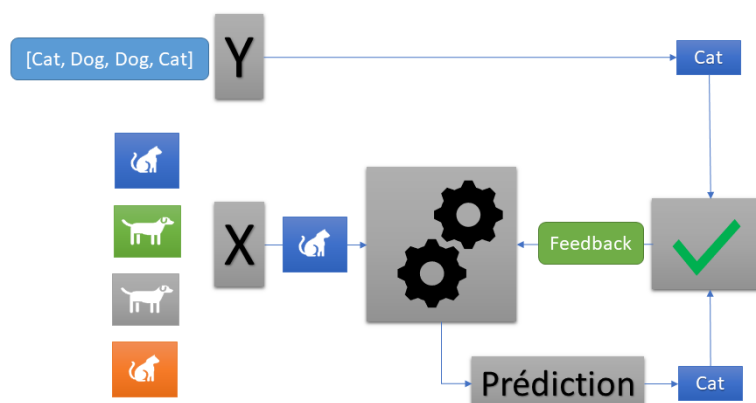 [Cat, Dog, Dog, Cat]
Y
Cat
X
Feedback
Prédiction
Cat